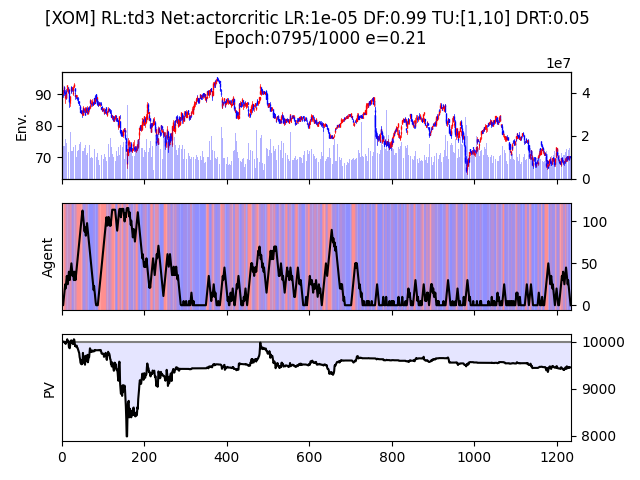 [XOM] RL:td3 Net:actorcritic LR:1e-05 DF:0.99 TU:[1,10] DRT:0.05
Epoch:0795/1000 e=0.21
1e7
90
80
70
Env.
4
2
0
Agent
100
50
0
PV
10000
9000
8000
0 200 400 600 800 1000 1200